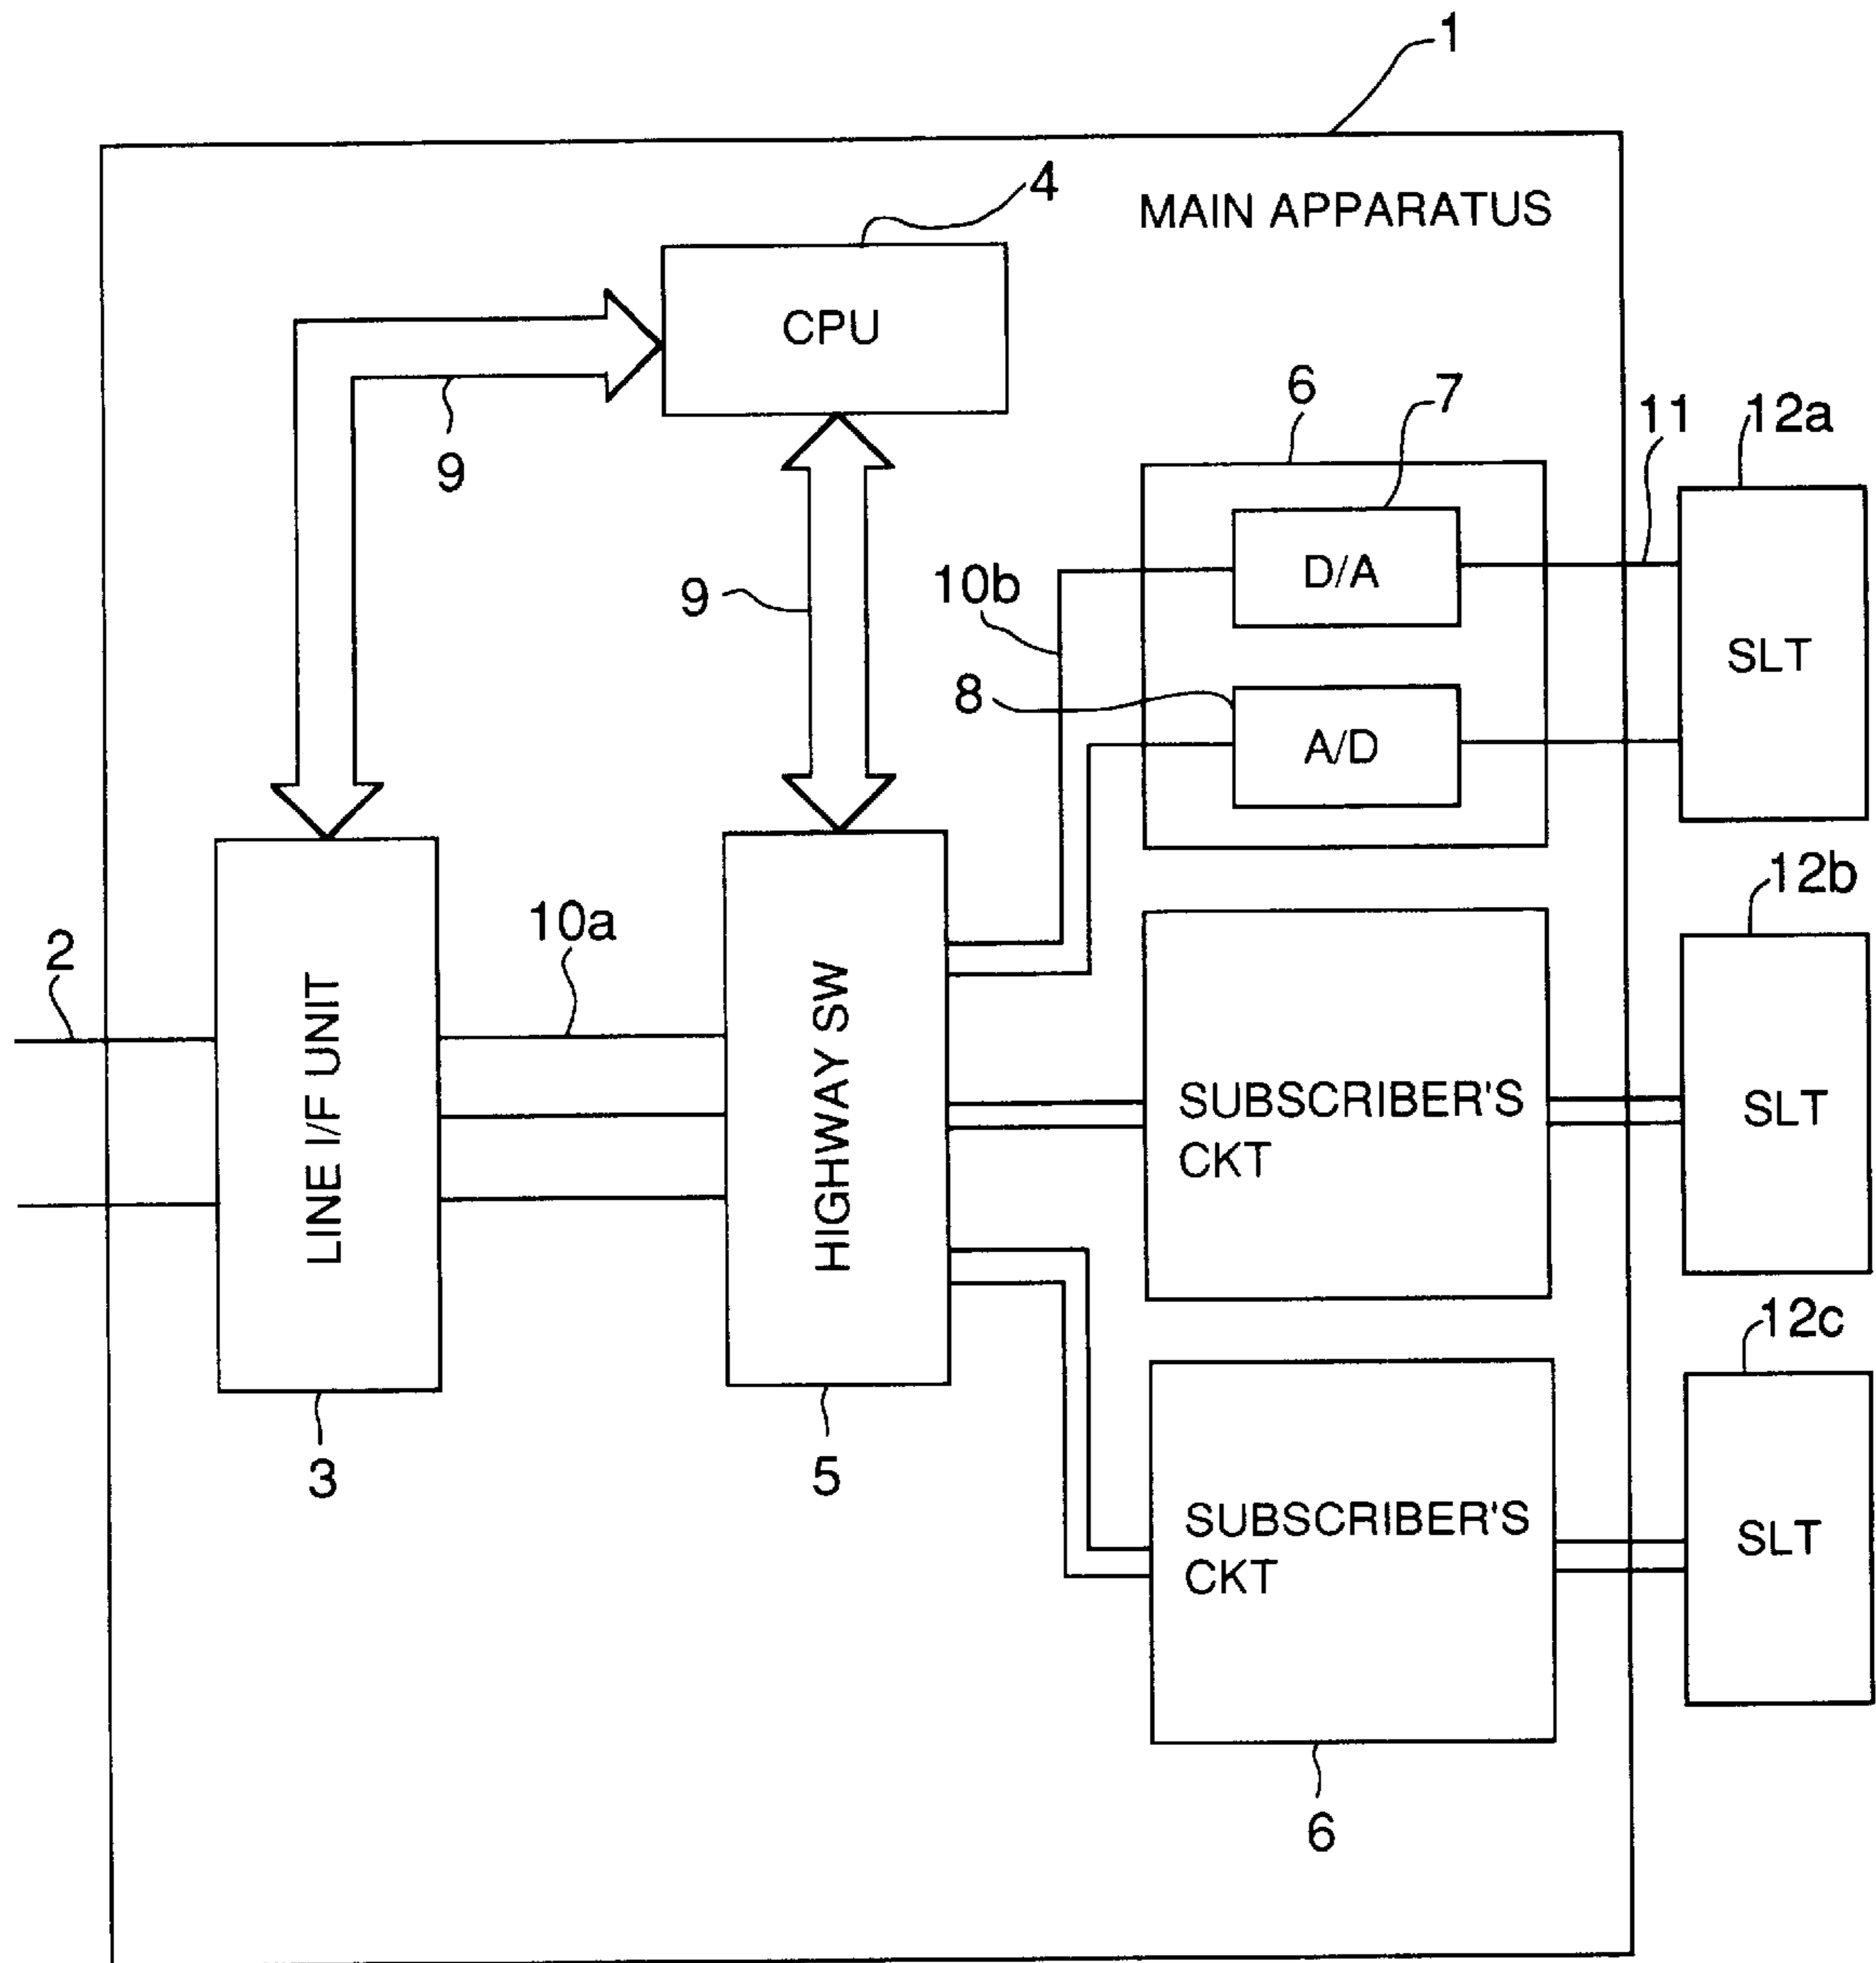 1
MAIN APPARATUS
4
CPU
9
6
7
11
12a
D/A
10b
9
8
A/D
SLT
12b
2
10a
LINE I/F UNIT
HIGHWAY SW
SUBSCRIBER'S
CKT
SLT
12c
3
5
SUBSCRIBER'S
CKT
SLT
6